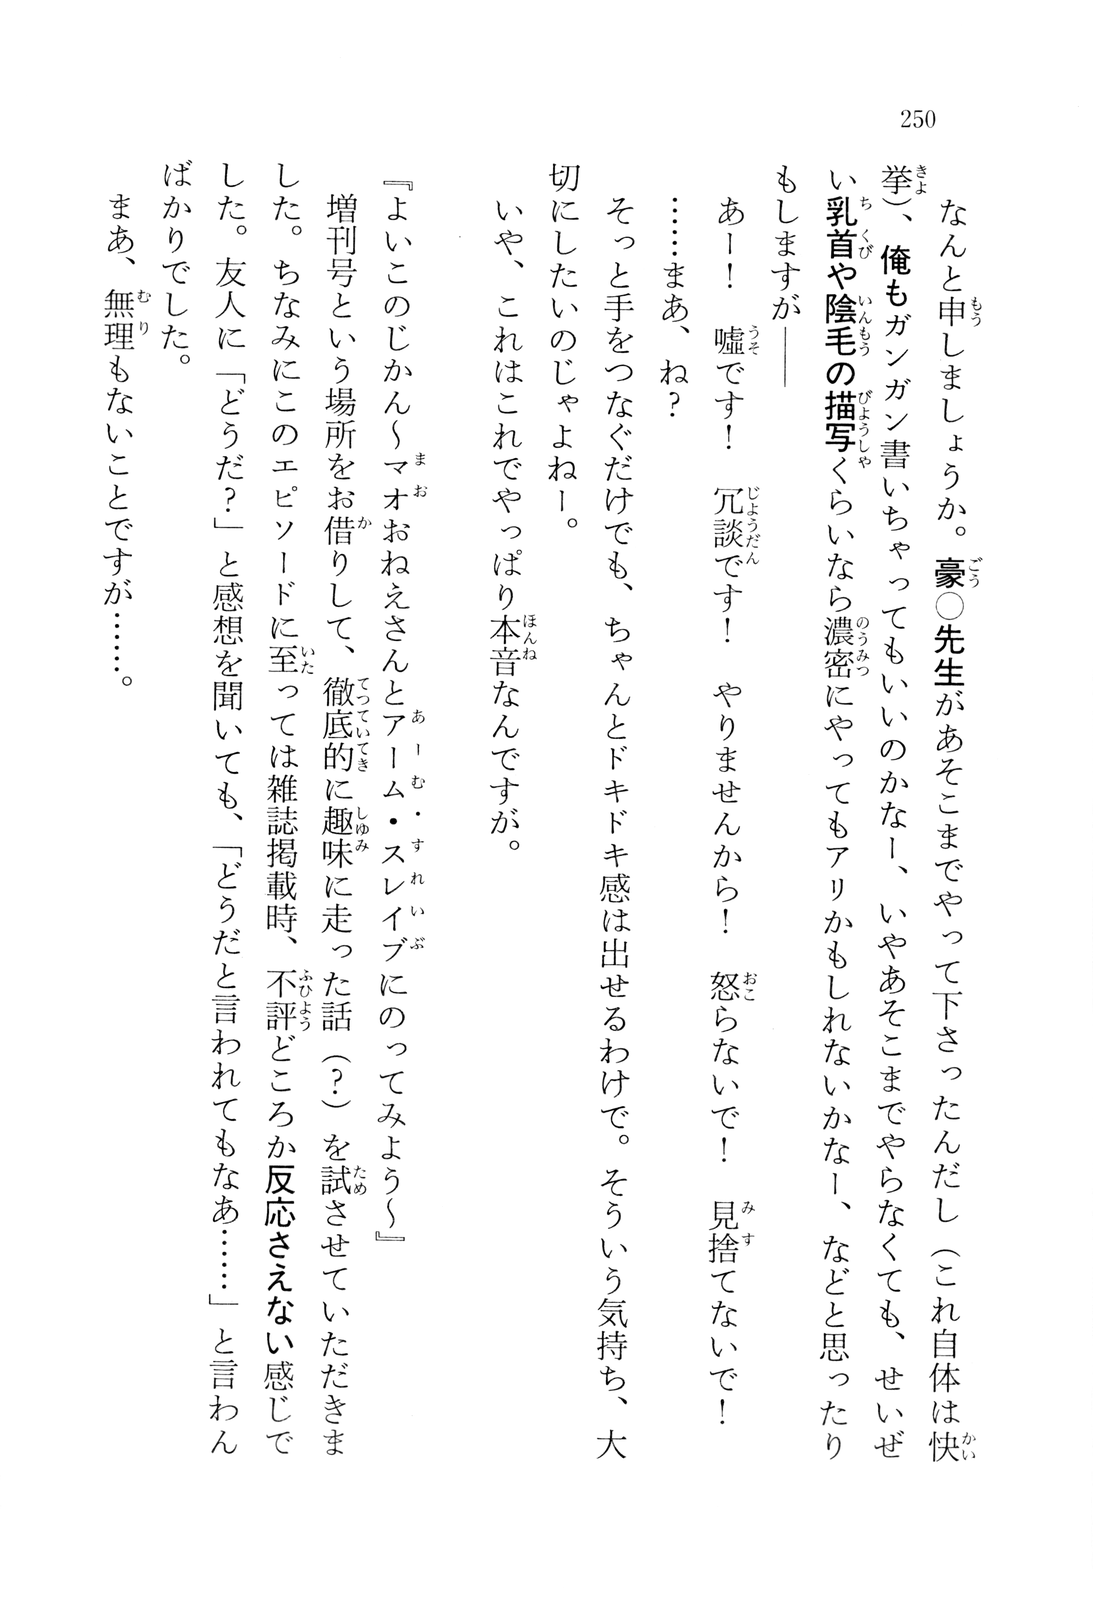 250
なんと申しましょうか。豪○先生があそこまでやって下さったんだし（これ自体は快
挙）、俺もガンガン書いちゃってもいいのかなー、いやあそこまでやらなくても、せいぜ
い乳首や陰毛の描写くらいなら濃密にやってもアリかもしれないかなー、などと思ったり
もしますが――
あー！　嘘です！　冗談です！　やりませんから！　怒らないで！　見捨てないで！
……まあ、ね？
そっと手をつなぐだけでも、ちゃんとドキドキ感は出せるわけで。そういう気持ち、大
切にしたいのじゃよねー。
いや、これはこれでやっぱり本音なんですが。
『よいこのじかん～マオおねえさんとアーム・スレイブにのってみよう～』
増刊号という場所をお借りして、徹底的に趣味に走った話（？）を試させていただきま
した。ちなみにこのエピソードに至っては雑誌掲載時、不評どころか反応さえない感じで
した。友人に「どうだ？」と感想を聞いても、「どうだと言われてもなあ……」と言わん
ばかりでした。
まあ、無理もないことですが……。